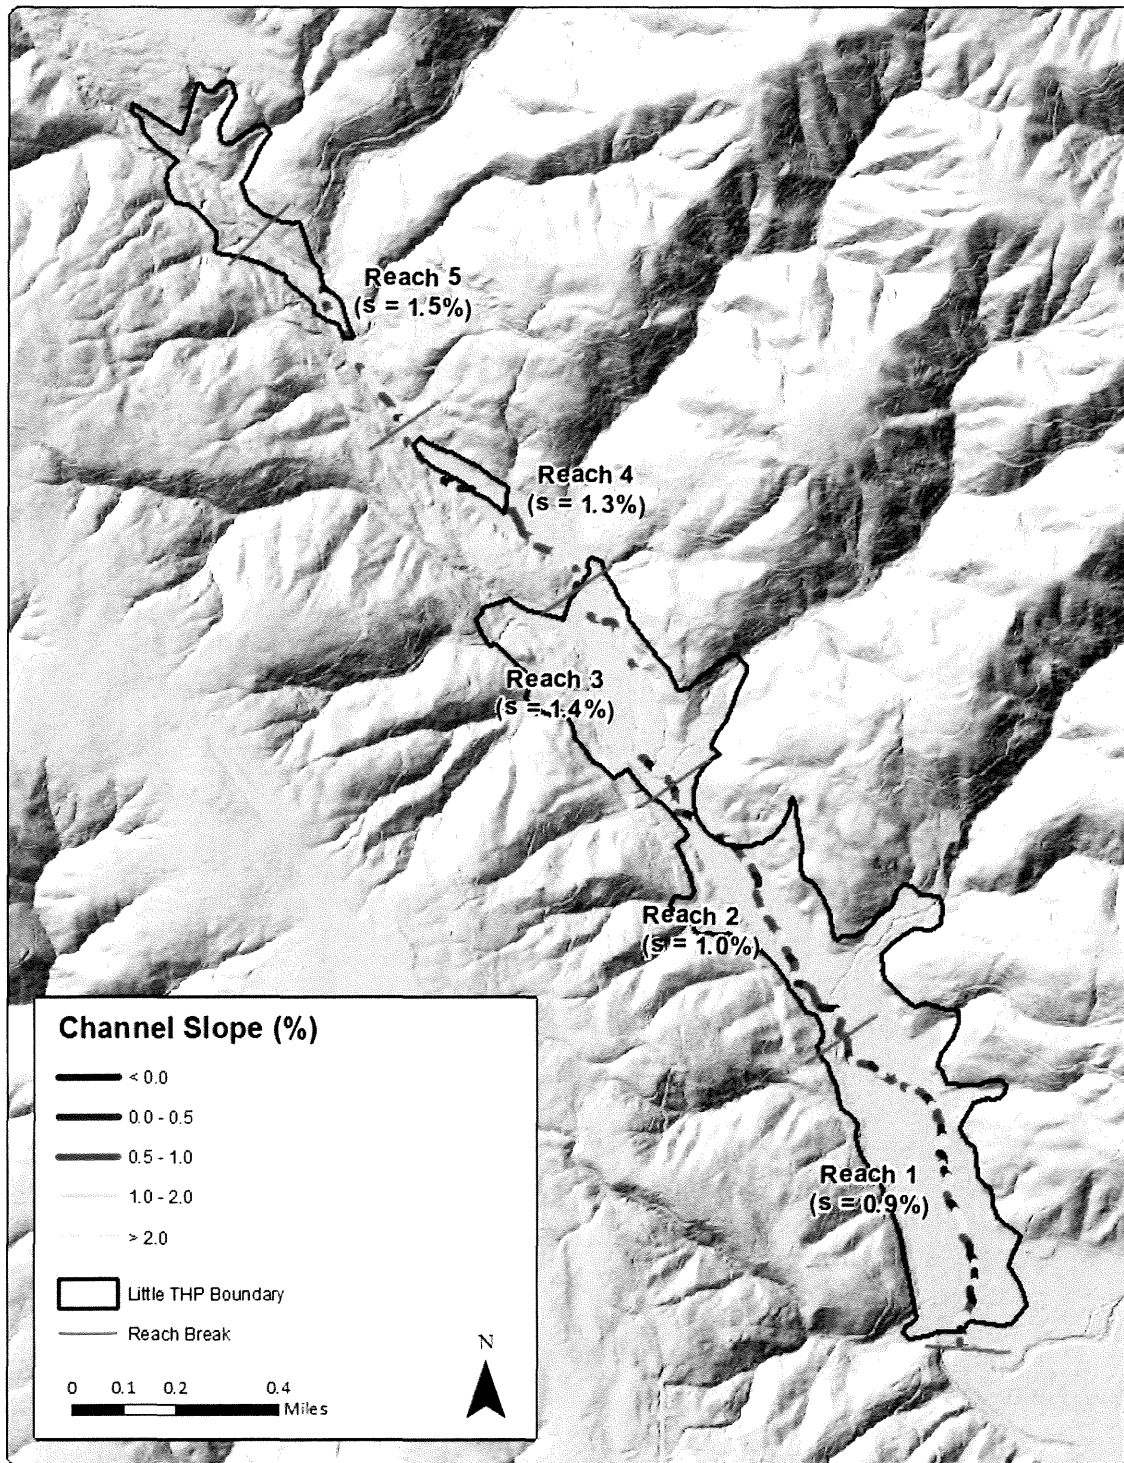 Reach 5
(s = 1.5%)
Reach 4
(s = 1.3%)
Reach 3
(s = 1.4%)
Reach 2
(s = 1.0%)
Reach 1
(s = 0.9%)
Channel Slope (%)
< 0.0
0.0 - 0.5
0.5 - 1.0
1.0 - 2.0
> 2.0
Little THP Boundary
Reach Break
N
0 0.1 0.2 0.4
Miles